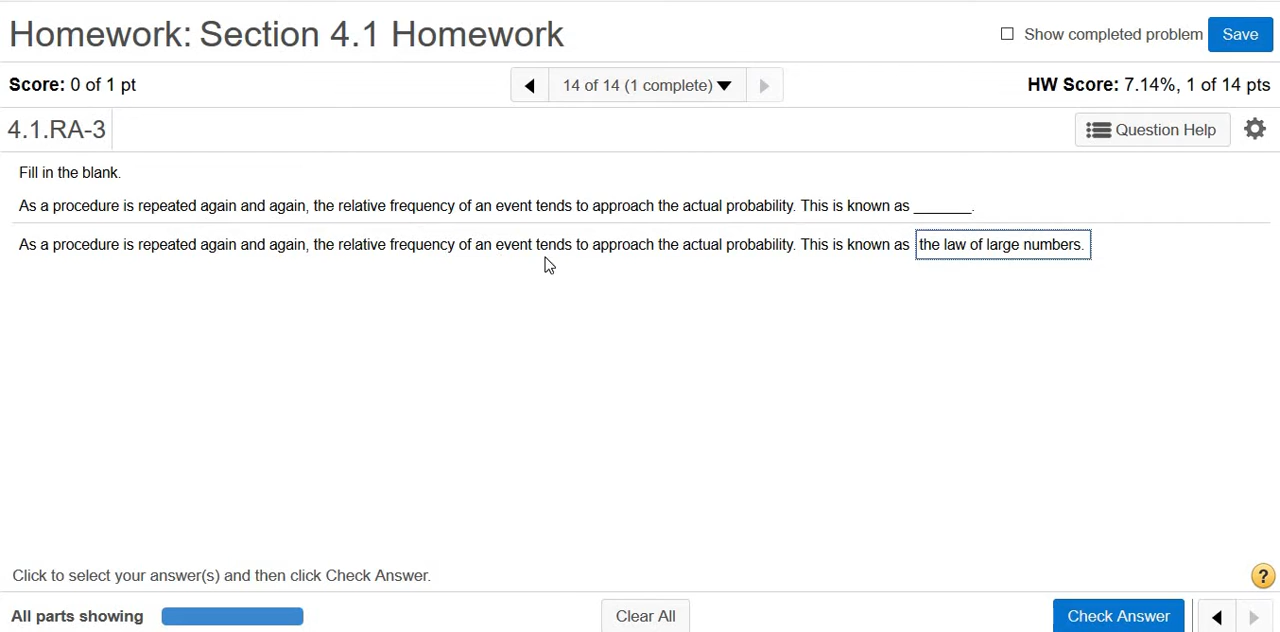 Homework: Section 4.1 Homework
Show completed problem
Save
Score: 0 of 1 pt
14 of 14 (1 complete)
HW Score: 7.14%, 1 of 14 pts
4.1.RA-3
Question Help
Fill in the blank.
As a procedure is repeated again and again, the relative frequency of an event tends to approach the actual probability. This is known as _______.
As a procedure is repeated again and again, the relative frequency of an event tends to approach the actual probability. This is known as the law of large numbers.
Click to select your answer(s) and then click Check Answer.
?
All parts showing
Clear All
Check Answer